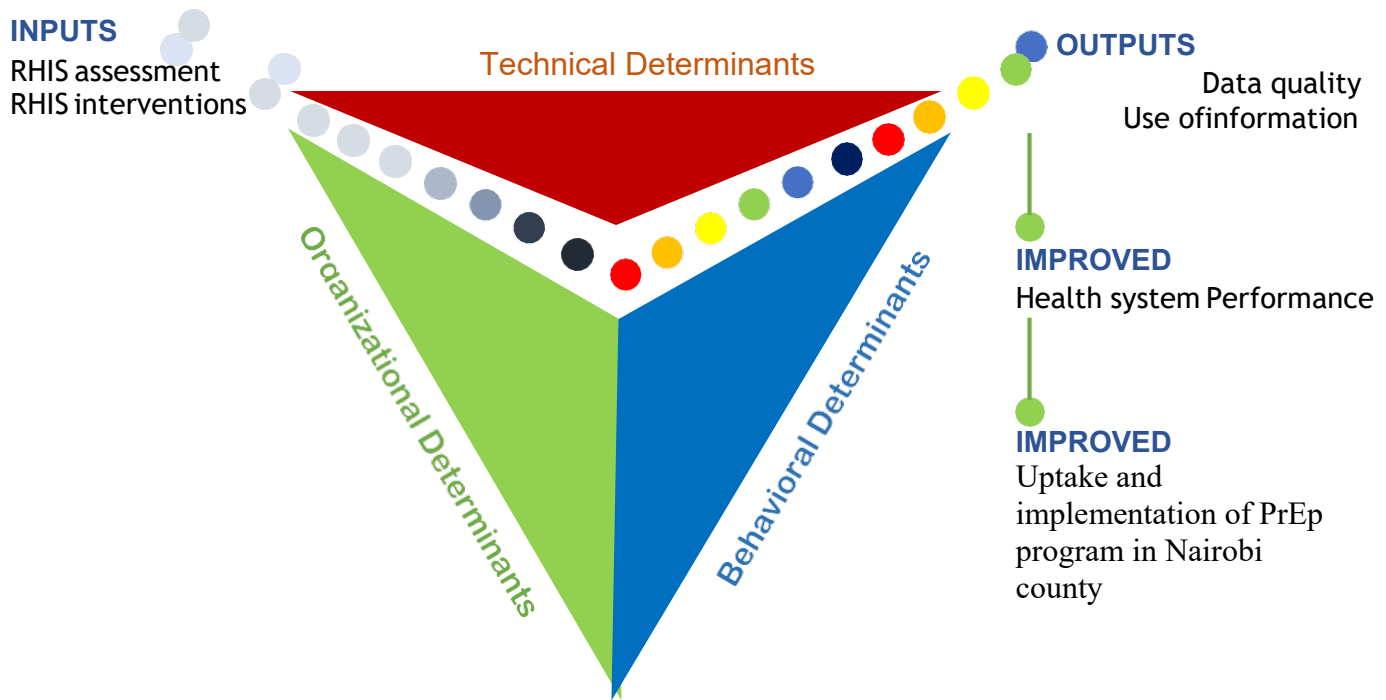 INPUTS
RHIS assessment
RHIS interventions
Technical Determinants
OUTPUTS
Data quality
Use ofinformation
Organizational Determinants
Behavioral Determinants
IMPROVED
Health system Performance
IMPROVED
Uptake and
implementation of PrEp
program in Nairobi
county